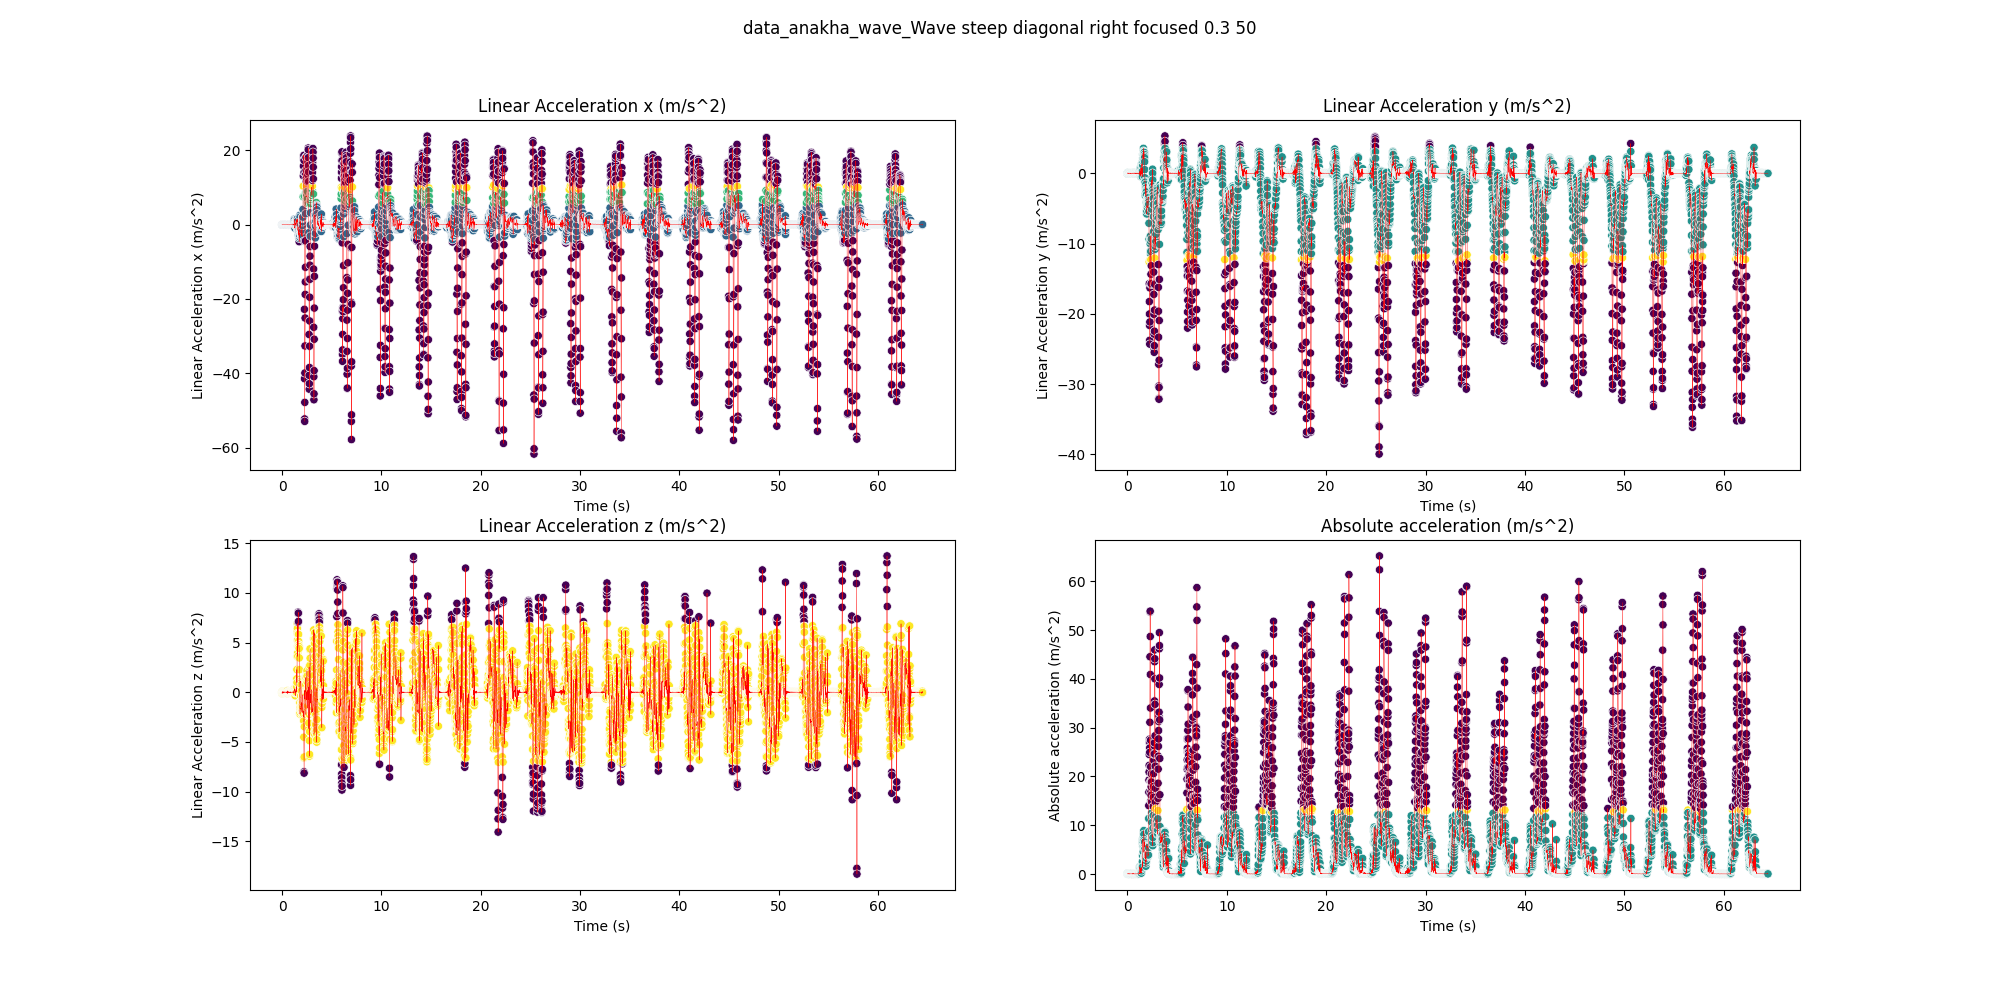 data_anakha_wave_Wave steep diagonal right focused 0.3 50
Linear Acceleration x (m/s^2)
Linear Acceleration x (m/s^2)
20
0
−20
−40
−60
0 10 20 30 40 50 60
Time (s)
Linear Acceleration y (m/s^2)
Linear Acceleration y (m/s^2)
0
−10
−20
−30
−40
0 10 20 30 40 50 60
Time (s)
Linear Acceleration z (m/s^2)
Linear Acceleration z (m/s^2)
15
10
5
0
−5
−10
−15
0 10 20 30 40 50 60
Time (s)
Absolute acceleration (m/s^2)
Absolute acceleration (m/s^2)
60
50
40
30
20
10
0
0 10 20 30 40 50 60
Time (s)